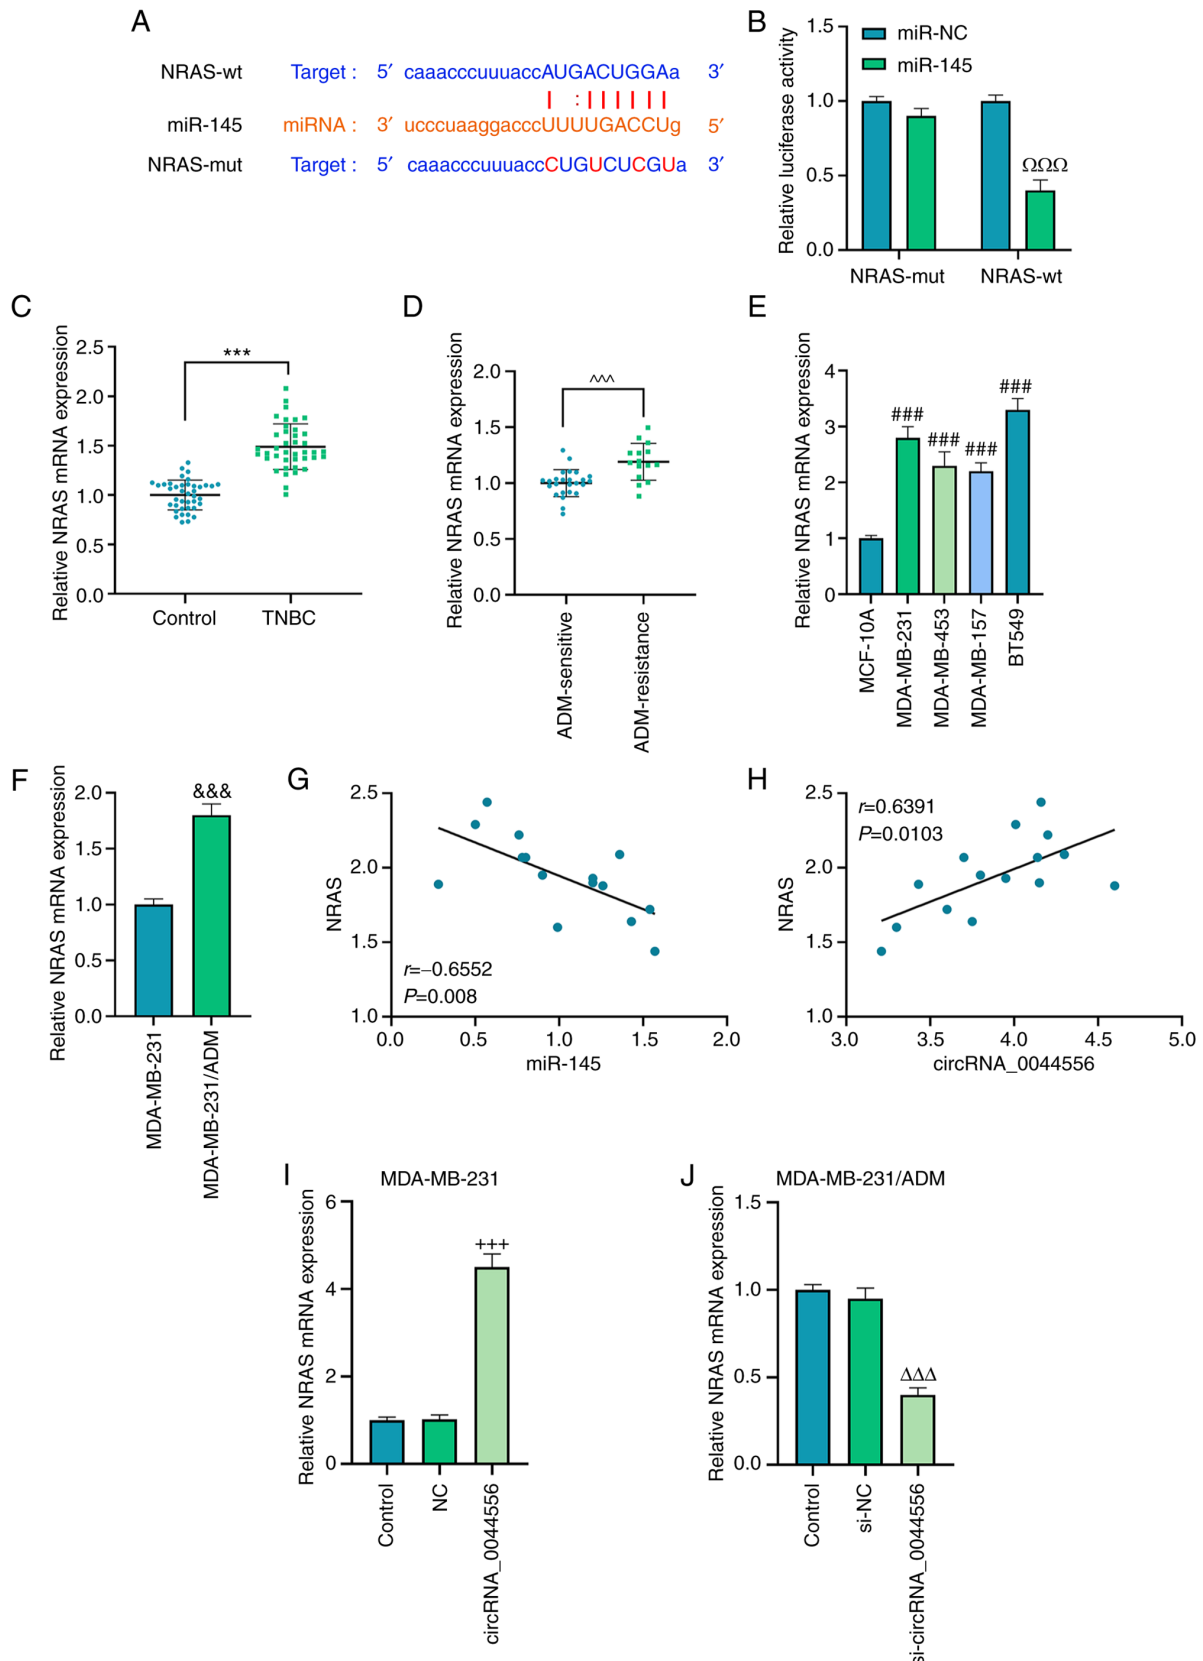 A
NRAS-wt Target : 5′ caaacccuuuaccAUGACUGGAa 3′
miR-145 miRNA : 3′ ucccuaaggacccUUUUGACCUg 5′
NRAS-mut Target : 5′ caaacccuuuaccCUGUCUCGUa 3′
B
Relative luciferase activity
1.5
1.0
0.5
0.0
miR-NC
miR-145
ΩΩΩ
NRAS-mut NRAS-wt
C
Relative NRAS mRNA expression
2.5
2.0
1.5
1.0
0.5
0.0
***
Control TNBC
D
Relative NRAS mRNA expression
2.0
1.5
1.0
0.5
0.0
^^^
ADM-sensitive
ADM-resistance
E
Relative NRAS mRNA expression
4
3
2
1
0
###
###
###
###
MCF-10A
MDA-MB-231
MDA-MB-453
MDA-MB-157
BT549
F
Relative NRAS mRNA expression
2.0
1.5
1.0
0.5
0.0
&&&
MDA-MB-231
MDA-MB-231/ADM
G
NRAS
2.5
2.0
1.5
1.0
r=−0.6552
P=0.008
0.0 0.5 1.0 1.5 2.0
miR-145
H
NRAS
2.5
2.0
1.5
1.0
r=0.6391
P=0.0103
3.0 3.5 4.0 4.5 5.0
circRNA_0044556
I
MDA-MB-231
Relative NRAS mRNA expression
6
4
2
0
+++
Control
NC
circRNA_0044556
J
MDA-MB-231/ADM
Relative NRAS mRNA expression
1.5
1.0
0.5
0.0
ΔΔΔ
Control
si-NC
si-circRNA_0044556